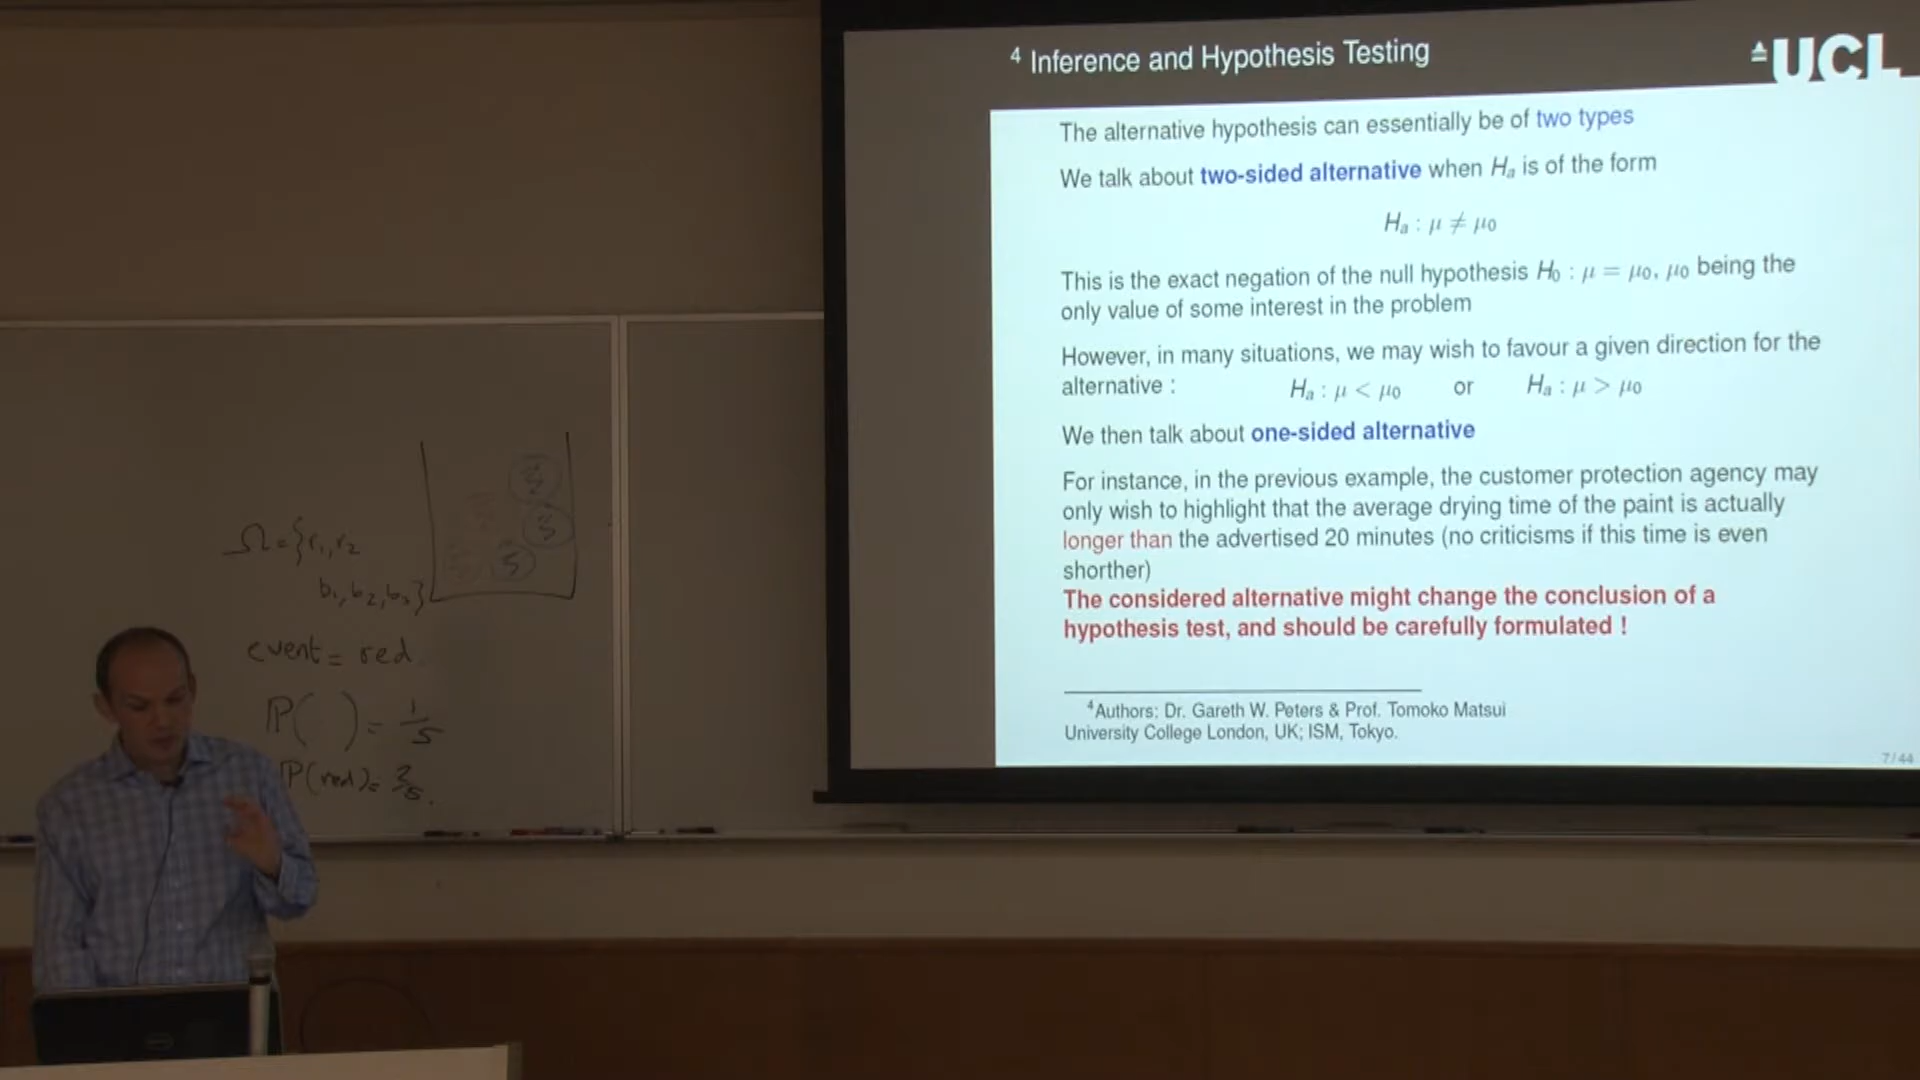 4 Inference and Hypothesis Testing
UCL
The alternative hypothesis can essentially be of two types
We talk about two-sided alternative when Ha is of the form
Ha : μ ≠ μ0
This is the exact negation of the null hypothesis H0 : μ = μ0, μ0 being the
only value of some interest in the problem
However, in many situations, we may wish to favour a given direction for the
alternative : Ha : μ < μ0 or Ha : μ > μ0
We then talk about one-sided alternative
For instance, in the previous example, the customer protection agency may
only wish to highlight that the average drying time of the paint is actually
longer than the advertised 20 minutes (no criticisms if this time is even
shorther)
The considered alternative might change the conclusion of a
hypothesis test, and should be carefully formulated !
4Authors: Dr. Gareth W. Peters & Prof. Tomoko Matsui
University College London, UK; ISM, Tokyo.
7/44
Ω={r1,r2
b1,b2,b3}
event = red.
P( ) = 1/5
P(red)= 2/5.